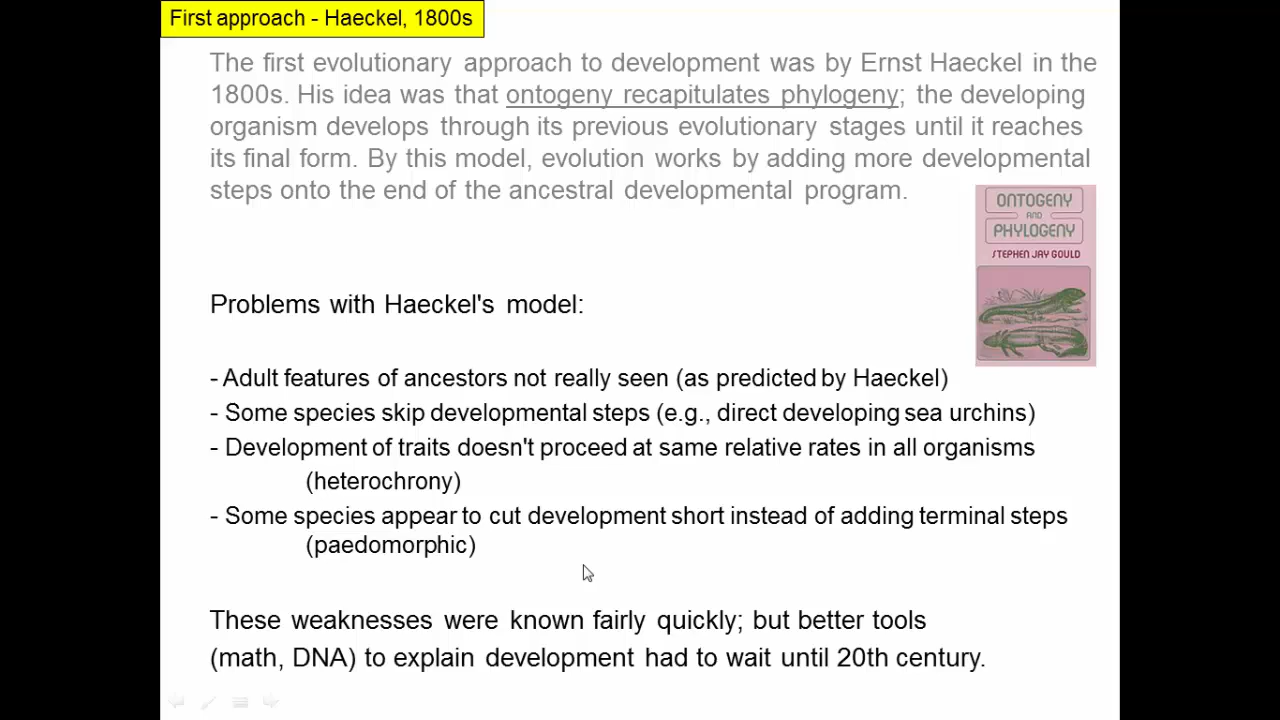 First approach - Haeckel, 1800s
The first evolutionary approach to development was by Ernst Haeckel in the
1800s. His idea was that ontogeny recapitulates phylogeny; the developing
organism develops through its previous evolutionary stages until it reaches
its final form. By this model, evolution works by adding more developmental
steps onto the end of the ancestral developmental program.
ONTOGENY
AND
PHYLOGENY
STEPHEN JAY GOULD
Problems with Haeckel's model:
- Adult features of ancestors not really seen (as predicted by Haeckel)
- Some species skip developmental steps (e.g., direct developing sea urchins)
- Development of traits doesn't proceed at same relative rates in all organisms
(heterochrony)
- Some species appear to cut development short instead of adding terminal steps
(paedomorphic)
These weaknesses were known fairly quickly; but better tools
(math, DNA) to explain development had to wait until 20th century.